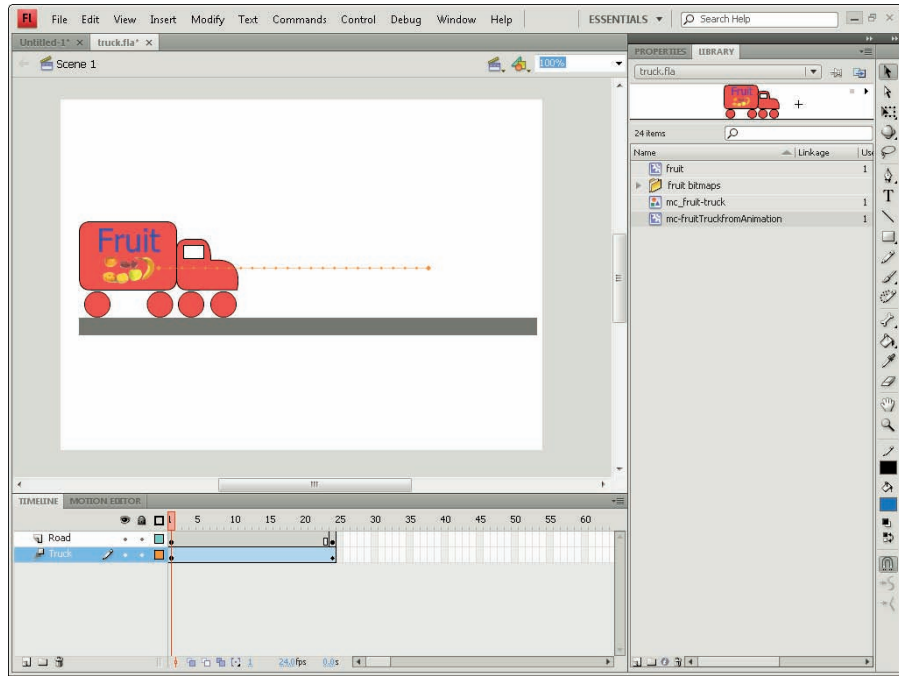 FL File Edit View Insert Modify Text Commands Control Debug Window Help ESSENTIALS Search Help
Untitled-1* truck.fla*
Scene 1 100%
PROPERTIES LIBRARY
truck.fla
Fruit
24 items
Name Linkage Use
fruit 1
fruit bitmaps
mc_fruit-truck 1
mc-fruitTruckfromAnimation 1
Fruit
TIMELINE MOTION EDITOR
1 5 10 15 20 25 30 35 40 45 50 55 60
Road
Truck
1 24.0fps 0.0s